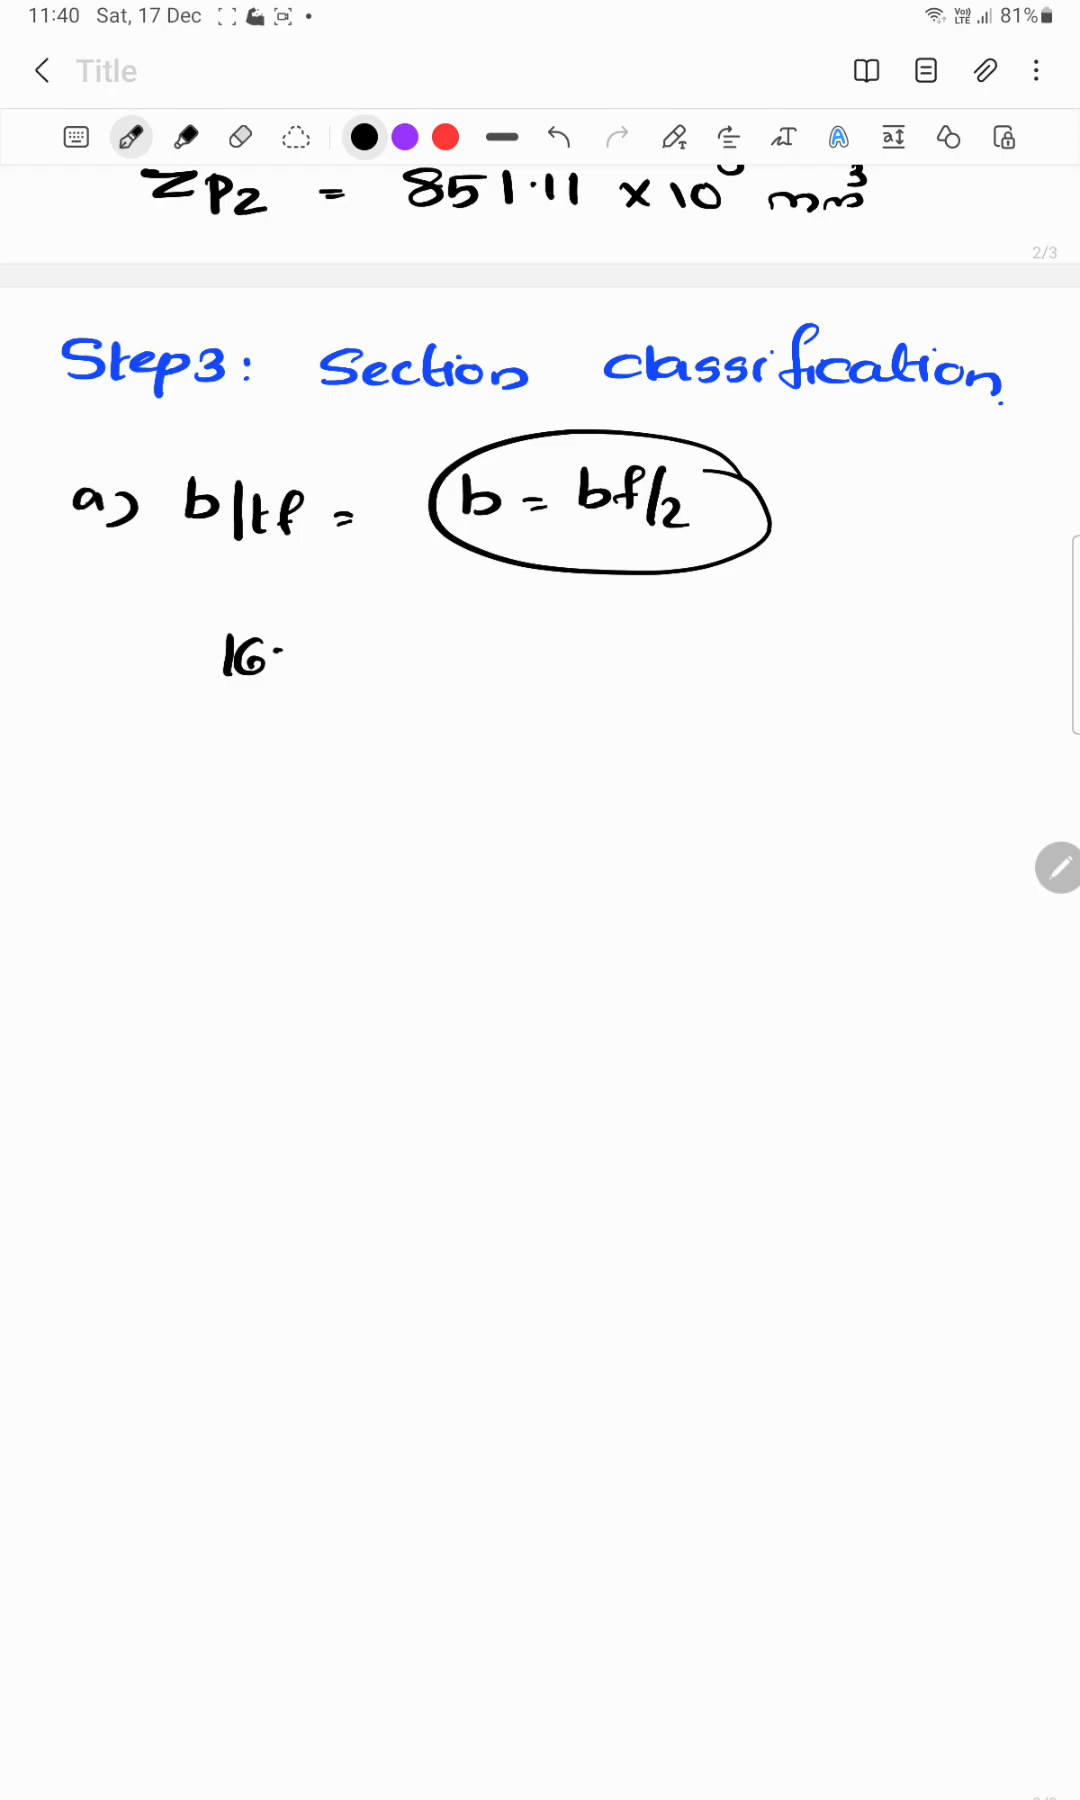 11:40 Sat, 17 Dec 81%
Title
ZP2 = 851.11 x10 mm³
2/3
Step3: Section classification.
a) b/tf = b = bf/2
16.